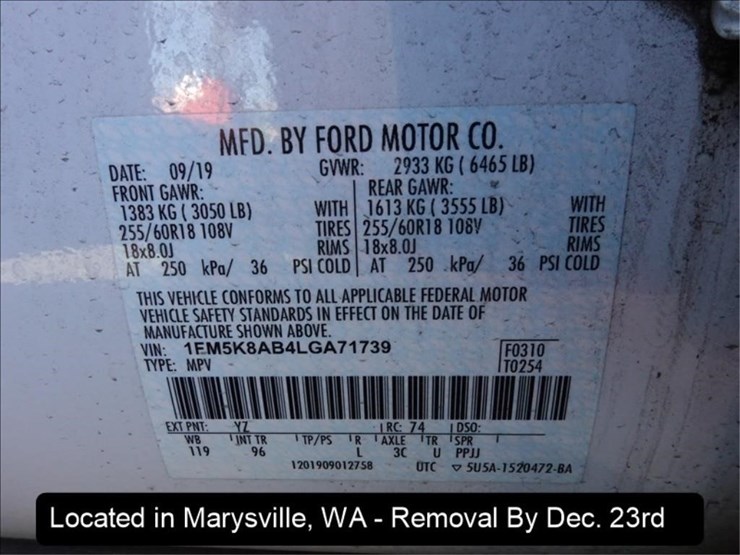 MFD. BY FORD MOTOR CO.
DATE: 09/19 GVWR: 2933 KG ( 6465 LB)
FRONT GAWR: REAR GAWR:
1383 KG ( 3050 LB) WITH 1613 KG ( 3555 LB) WITH
255/60R18 108V TIRES 255/60R18 108V TIRES
18x8.0J RIMS 18x8.0J RIMS
AT 250 kPa/ 36 PSI COLD AT 250 kPa/ 36 PSI COLD
THIS VEHICLE CONFORMS TO ALL APPLICABLE FEDERAL MOTOR
VEHICLE SAFETY STANDARDS IN EFFECT ON THE DATE OF
MANUFACTURE SHOWN ABOVE.
VIN: 1FM5K8AB4LGA71739 F0310
TYPE: MPV T0254
EXT PNT: YZ RC: 74 DSO:
WB INT TR TP/PS R AXLE TR SPR
119 96 L 3C U PPJJ
1201909012758 UTC ▽ 5U5A-1520472-BA
Located in Marysville, WA - Removal By Dec. 23rd